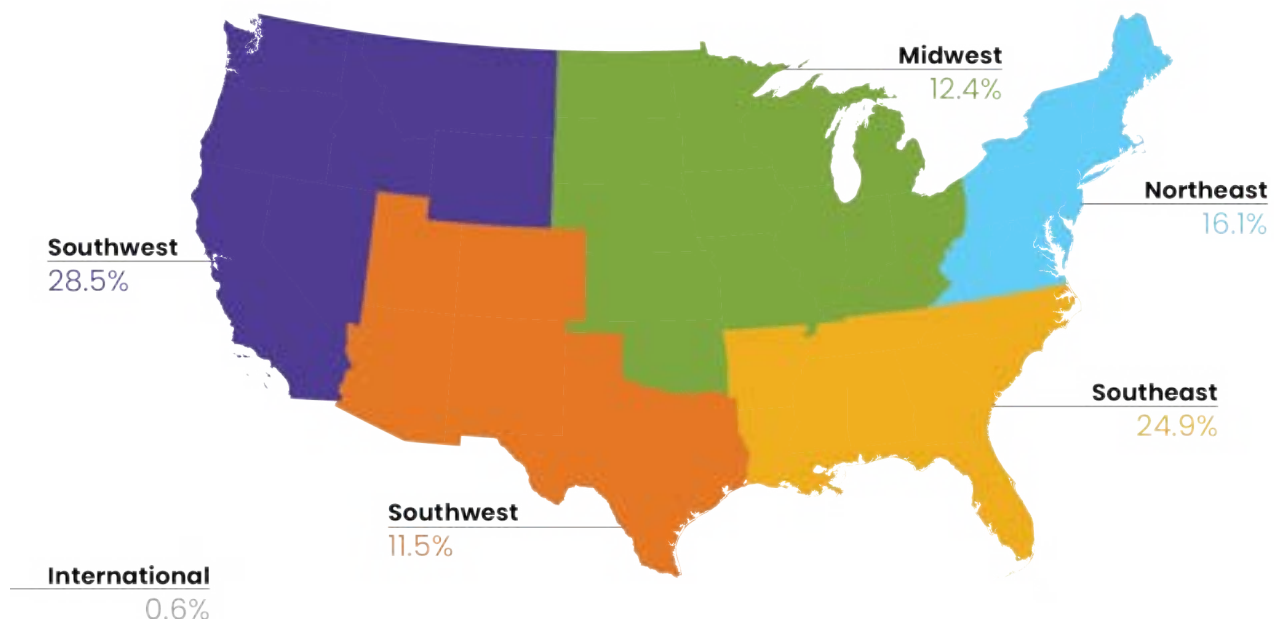 Midwest
12.4%
Northeast
16.1%
Southwest
28.5%
Southeast
24.9%
Southwest
11.5%
International
0.6%